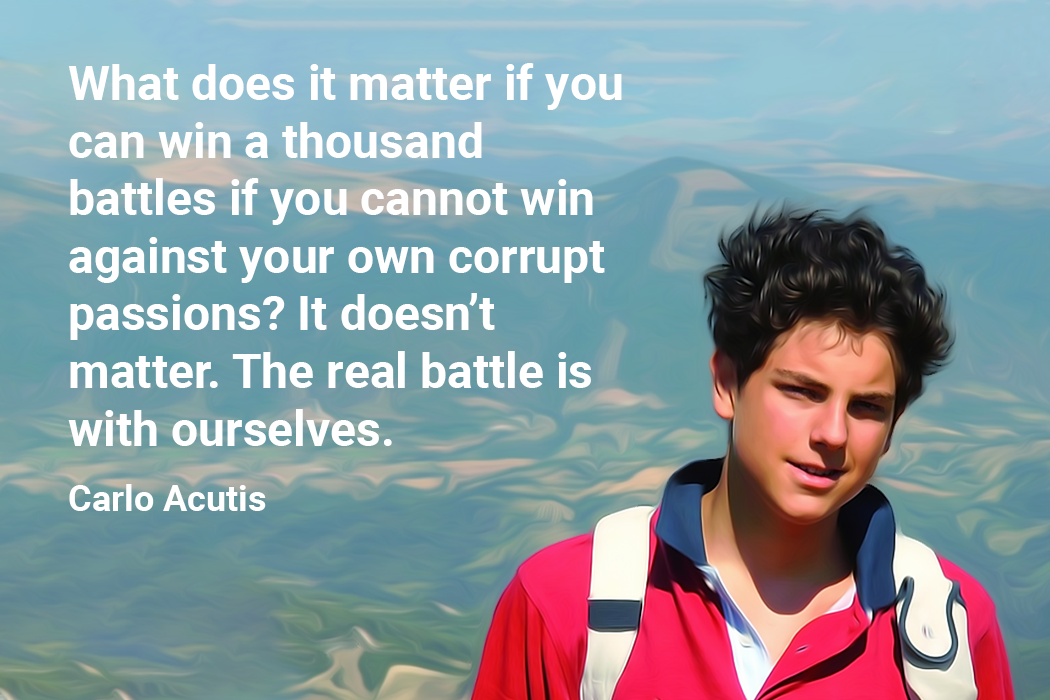 What does it matter if you
can win a thousand
battles if you cannot win
against your own corrupt
passions? It doesn’t
matter. The real battle is
with ourselves.
Carlo Acutis